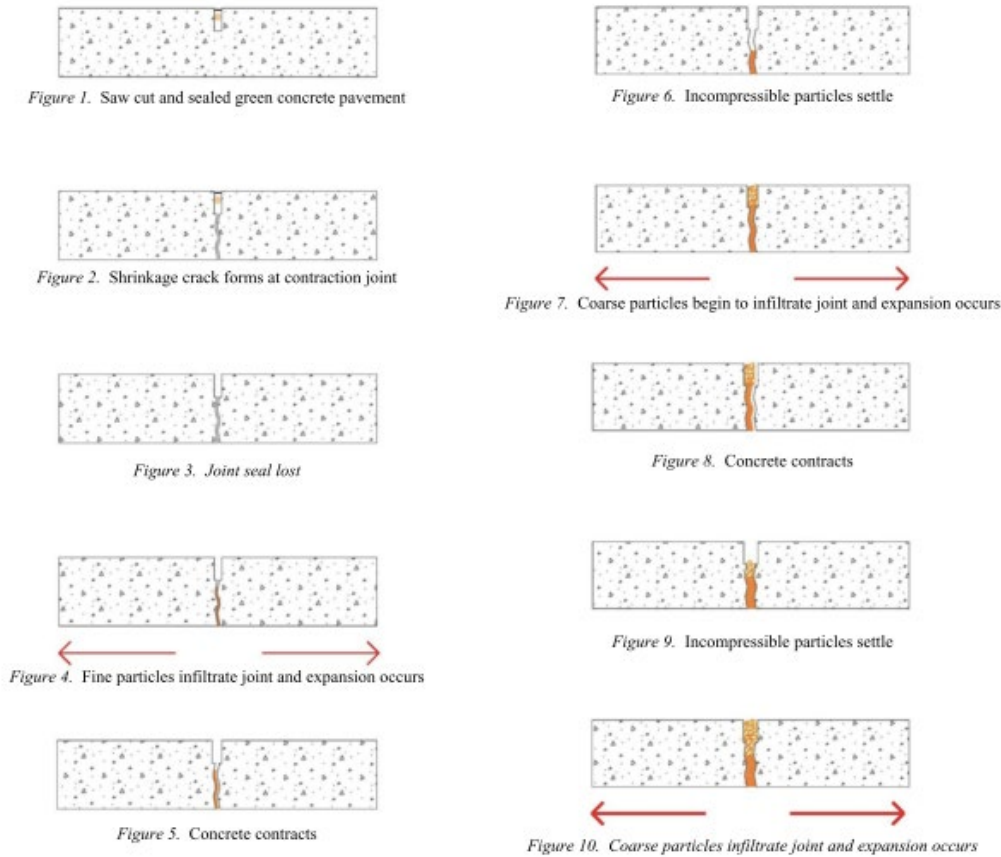 Figure 1. Saw cut and sealed green concrete pavement
Figure 2. Shrinkage crack forms at contraction joint
Figure 3. Joint seal lost
Figure 4. Fine particles infiltrate joint and expansion occurs
Figure 5. Concrete contracts
Figure 6. Incompressible particles settle
Figure 7. Coarse particles begin to infiltrate joint and expansion occurs
Figure 8. Concrete contracts
Figure 9. Incompressible particles settle
Figure 10. Coarse particles infiltrate joint and expansion occurs